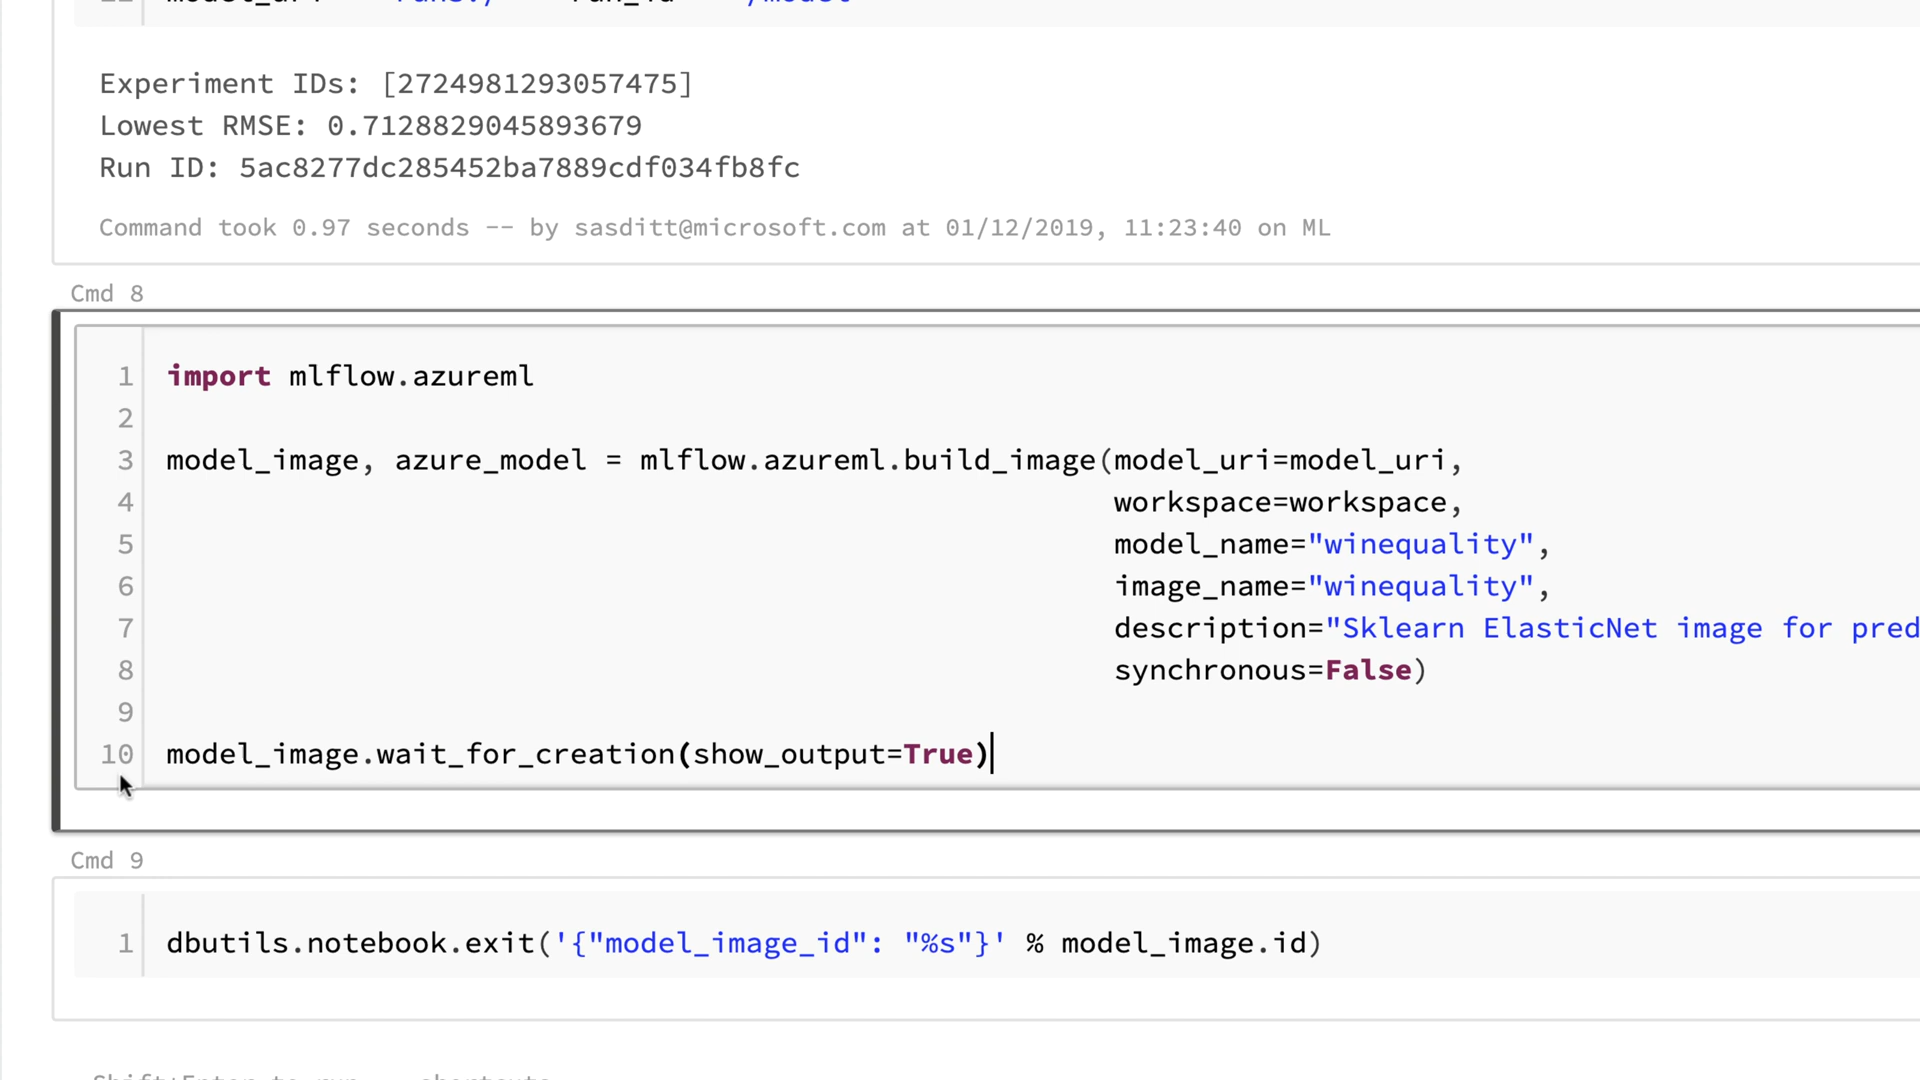 Experiment IDs: [2724981293057475]
Lowest RMSE: 0.7128829045893679
Run ID: 5ac8277dc285452ba7889cdf034fb8fc
Command took 0.97 seconds -- by sasditt@microsoft.com at 01/12/2019, 11:23:40 on ML
Cmd 8
1 import mlflow.azureml
2
3 model_image, azure_model = mlflow.azureml.build_image(model_uri=model_uri,
4 workspace=workspace,
5 model_name="winequality",
6 image_name="winequality",
7 description="Sklearn ElasticNet image for pred
8 synchronous=False)
9
10 model_image.wait_for_creation(show_output=True)
Cmd 9
1 dbutils.notebook.exit('{"model_image_id": "%s"}' % model_image.id)